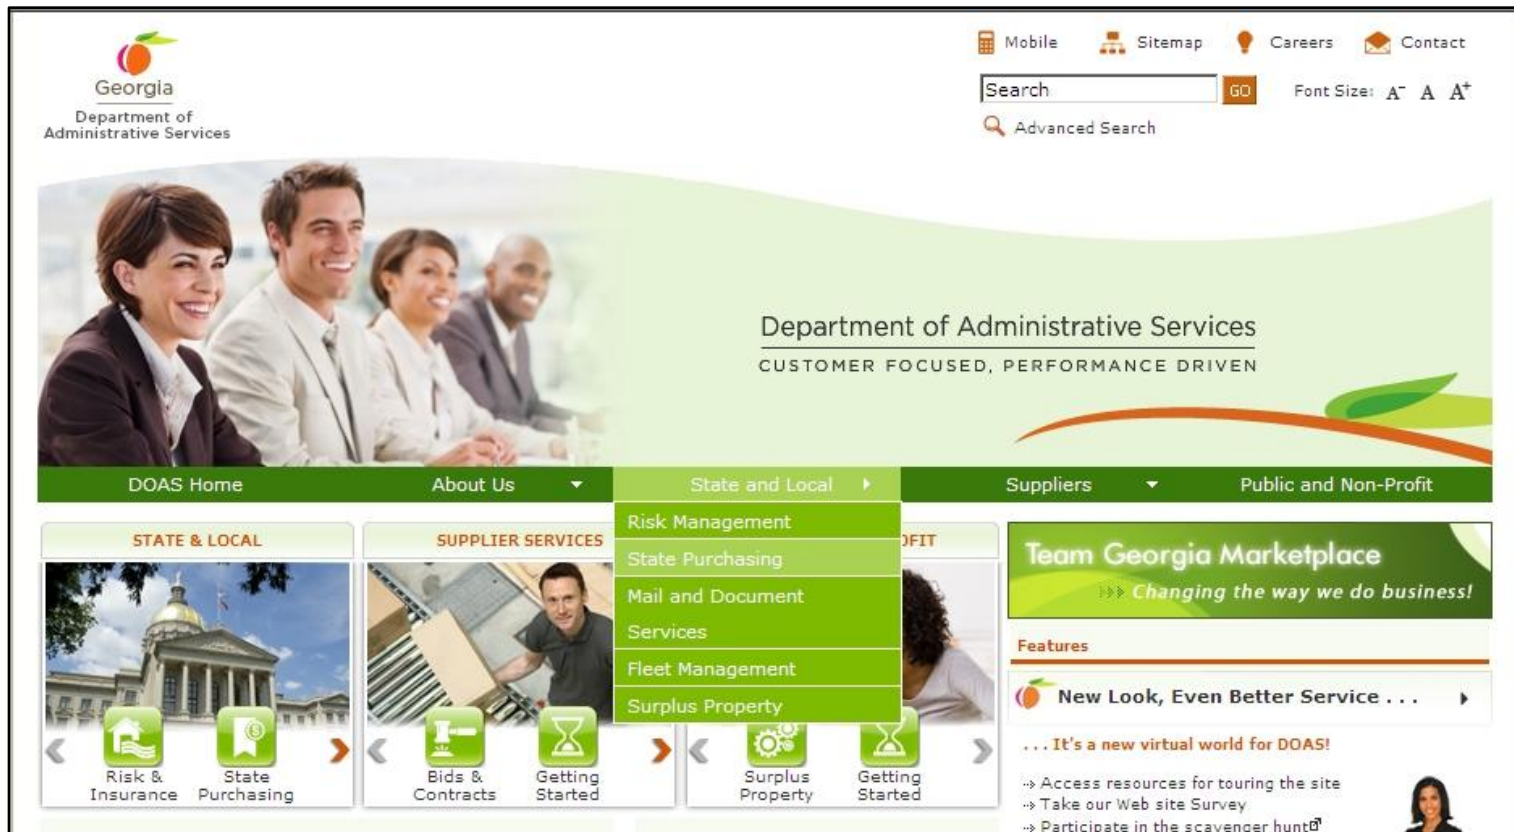 Mobile
Sitemap
Careers
Contact
Georgia
Department of
Administrative Services
Search
GO
Font Size: A- A A+
Advanced Search
Department of Administrative Services
CUSTOMER FOCUSED, PERFORMANCE DRIVEN
DOAS Home
About Us
State and Local
Suppliers
Public and Non-Profit
Risk Management
State Purchasing
Mail and Document
Services
Fleet Management
Surplus Property
STATE & LOCAL
SUPPLIER SERVICES
OFIT
Risk &
Insurance
State
Purchasing
Bids &
Contracts
Getting
Started
Surplus
Property
Getting
Started
Team Georgia Marketplace
Changing the way we do business!
Features
New Look, Even Better Service . . .
. . . It's a new virtual world for DOAS!
Access resources for touring the site
Take our Web site Survey
Participate in the scavenger hunt